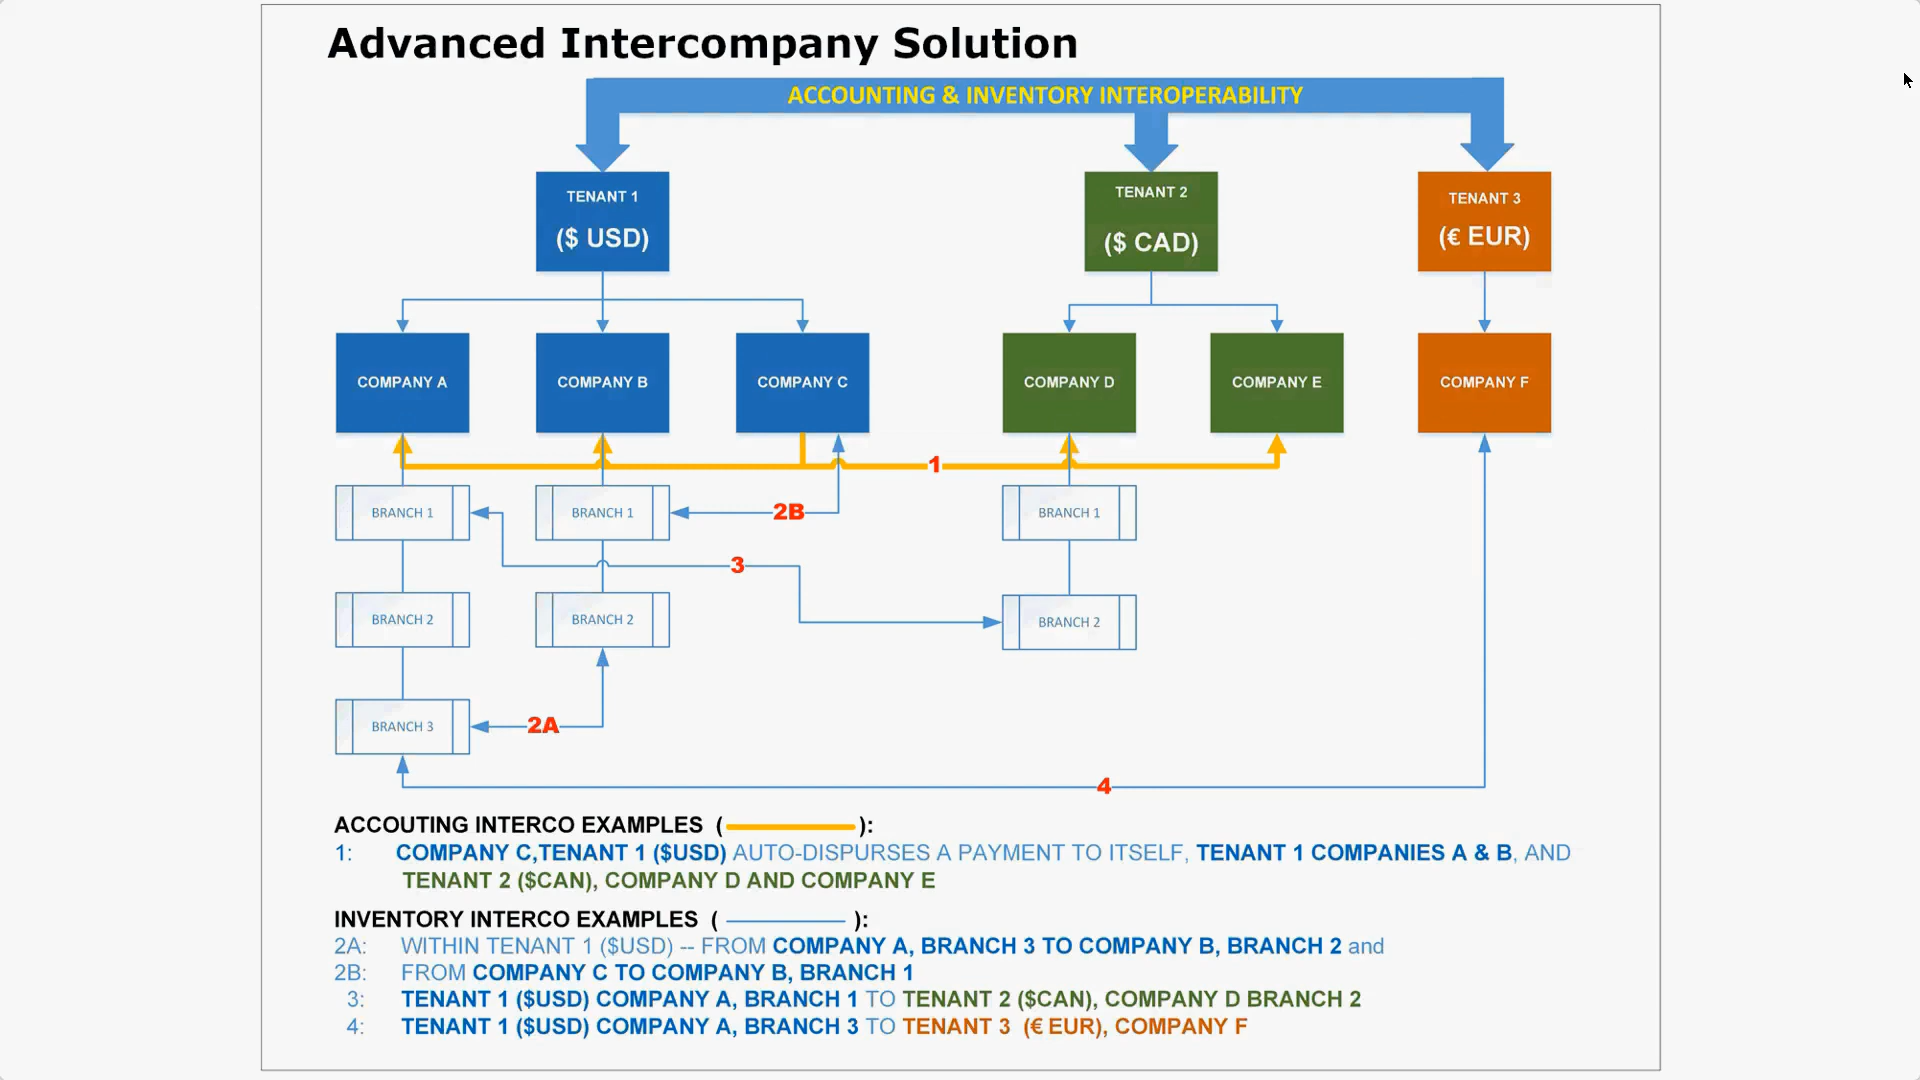 Advanced Intercompany Solution
ACCOUNTING & INVENTORY INTEROPERABILITY
TENANT 1
($ USD)
TENANT 2
($ CAD)
TENANT 3
(€ EUR)
COMPANY A
COMPANY B
COMPANY C
COMPANY D
COMPANY E
COMPANY F
1
BRANCH 1
BRANCH 1
2B
BRANCH 1
3
BRANCH 2
BRANCH 2
BRANCH 2
BRANCH 3
2A
4
ACCOUTING INTERCO EXAMPLES ( ):
1: COMPANY C,TENANT 1 ($USD) AUTO-DISPURSES A PAYMENT TO ITSELF, TENANT 1 COMPANIES A & B, AND
TENANT 2 ($CAN), COMPANY D AND COMPANY E
INVENTORY INTERCO EXAMPLES ( ):
2A: WITHIN TENANT 1 ($USD) -- FROM COMPANY A, BRANCH 3 TO COMPANY B, BRANCH 2 and
2B: FROM COMPANY C TO COMPANY B, BRANCH 1
3: TENANT 1 ($USD) COMPANY A, BRANCH 1 TO TENANT 2 ($CAN), COMPANY D BRANCH 2
4: TENANT 1 ($USD) COMPANY A, BRANCH 3 TO TENANT 3 (€ EUR), COMPANY F